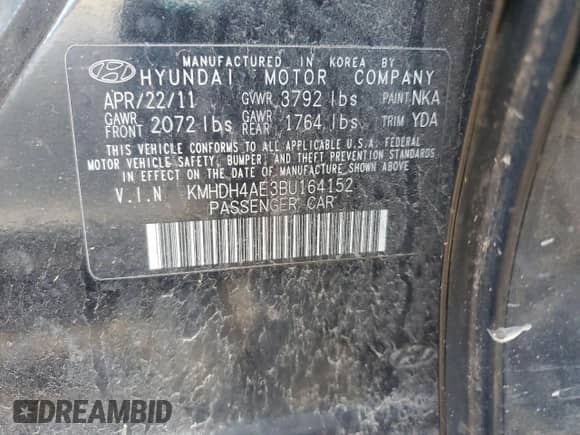 MANUFACTURED IN KOREA BY
HYUNDAI MOTOR COMPANY
APR/22/11 GVWR 3792 lbs PAINT NKA
GAWR FRONT 2072 lbs GAWR REAR 1764 lbs. TRIM YDA
THIS VEHICLE CONFORMS TO ALL APPLICABLE U.S.A. FEDERAL
MOTOR VEHICLE SAFETY, BUMPER, AND THEFT PREVENTION STANDARDS
IN EFFECT ON THE DATE OF MANUFACTURE SHOWN ABOVE.
V.I.N KMHDH4AE3BU164152
PASSENGER CAR
DREAMBID